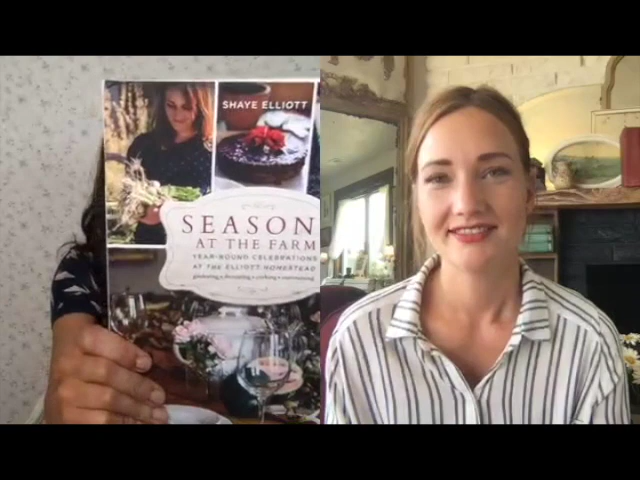 SHAYE ELLIOTT
SEASON
AT THE FARM
YEAR-ROUND CELEBRATIONS
AT THE ELLIOTT HOMESTEAD